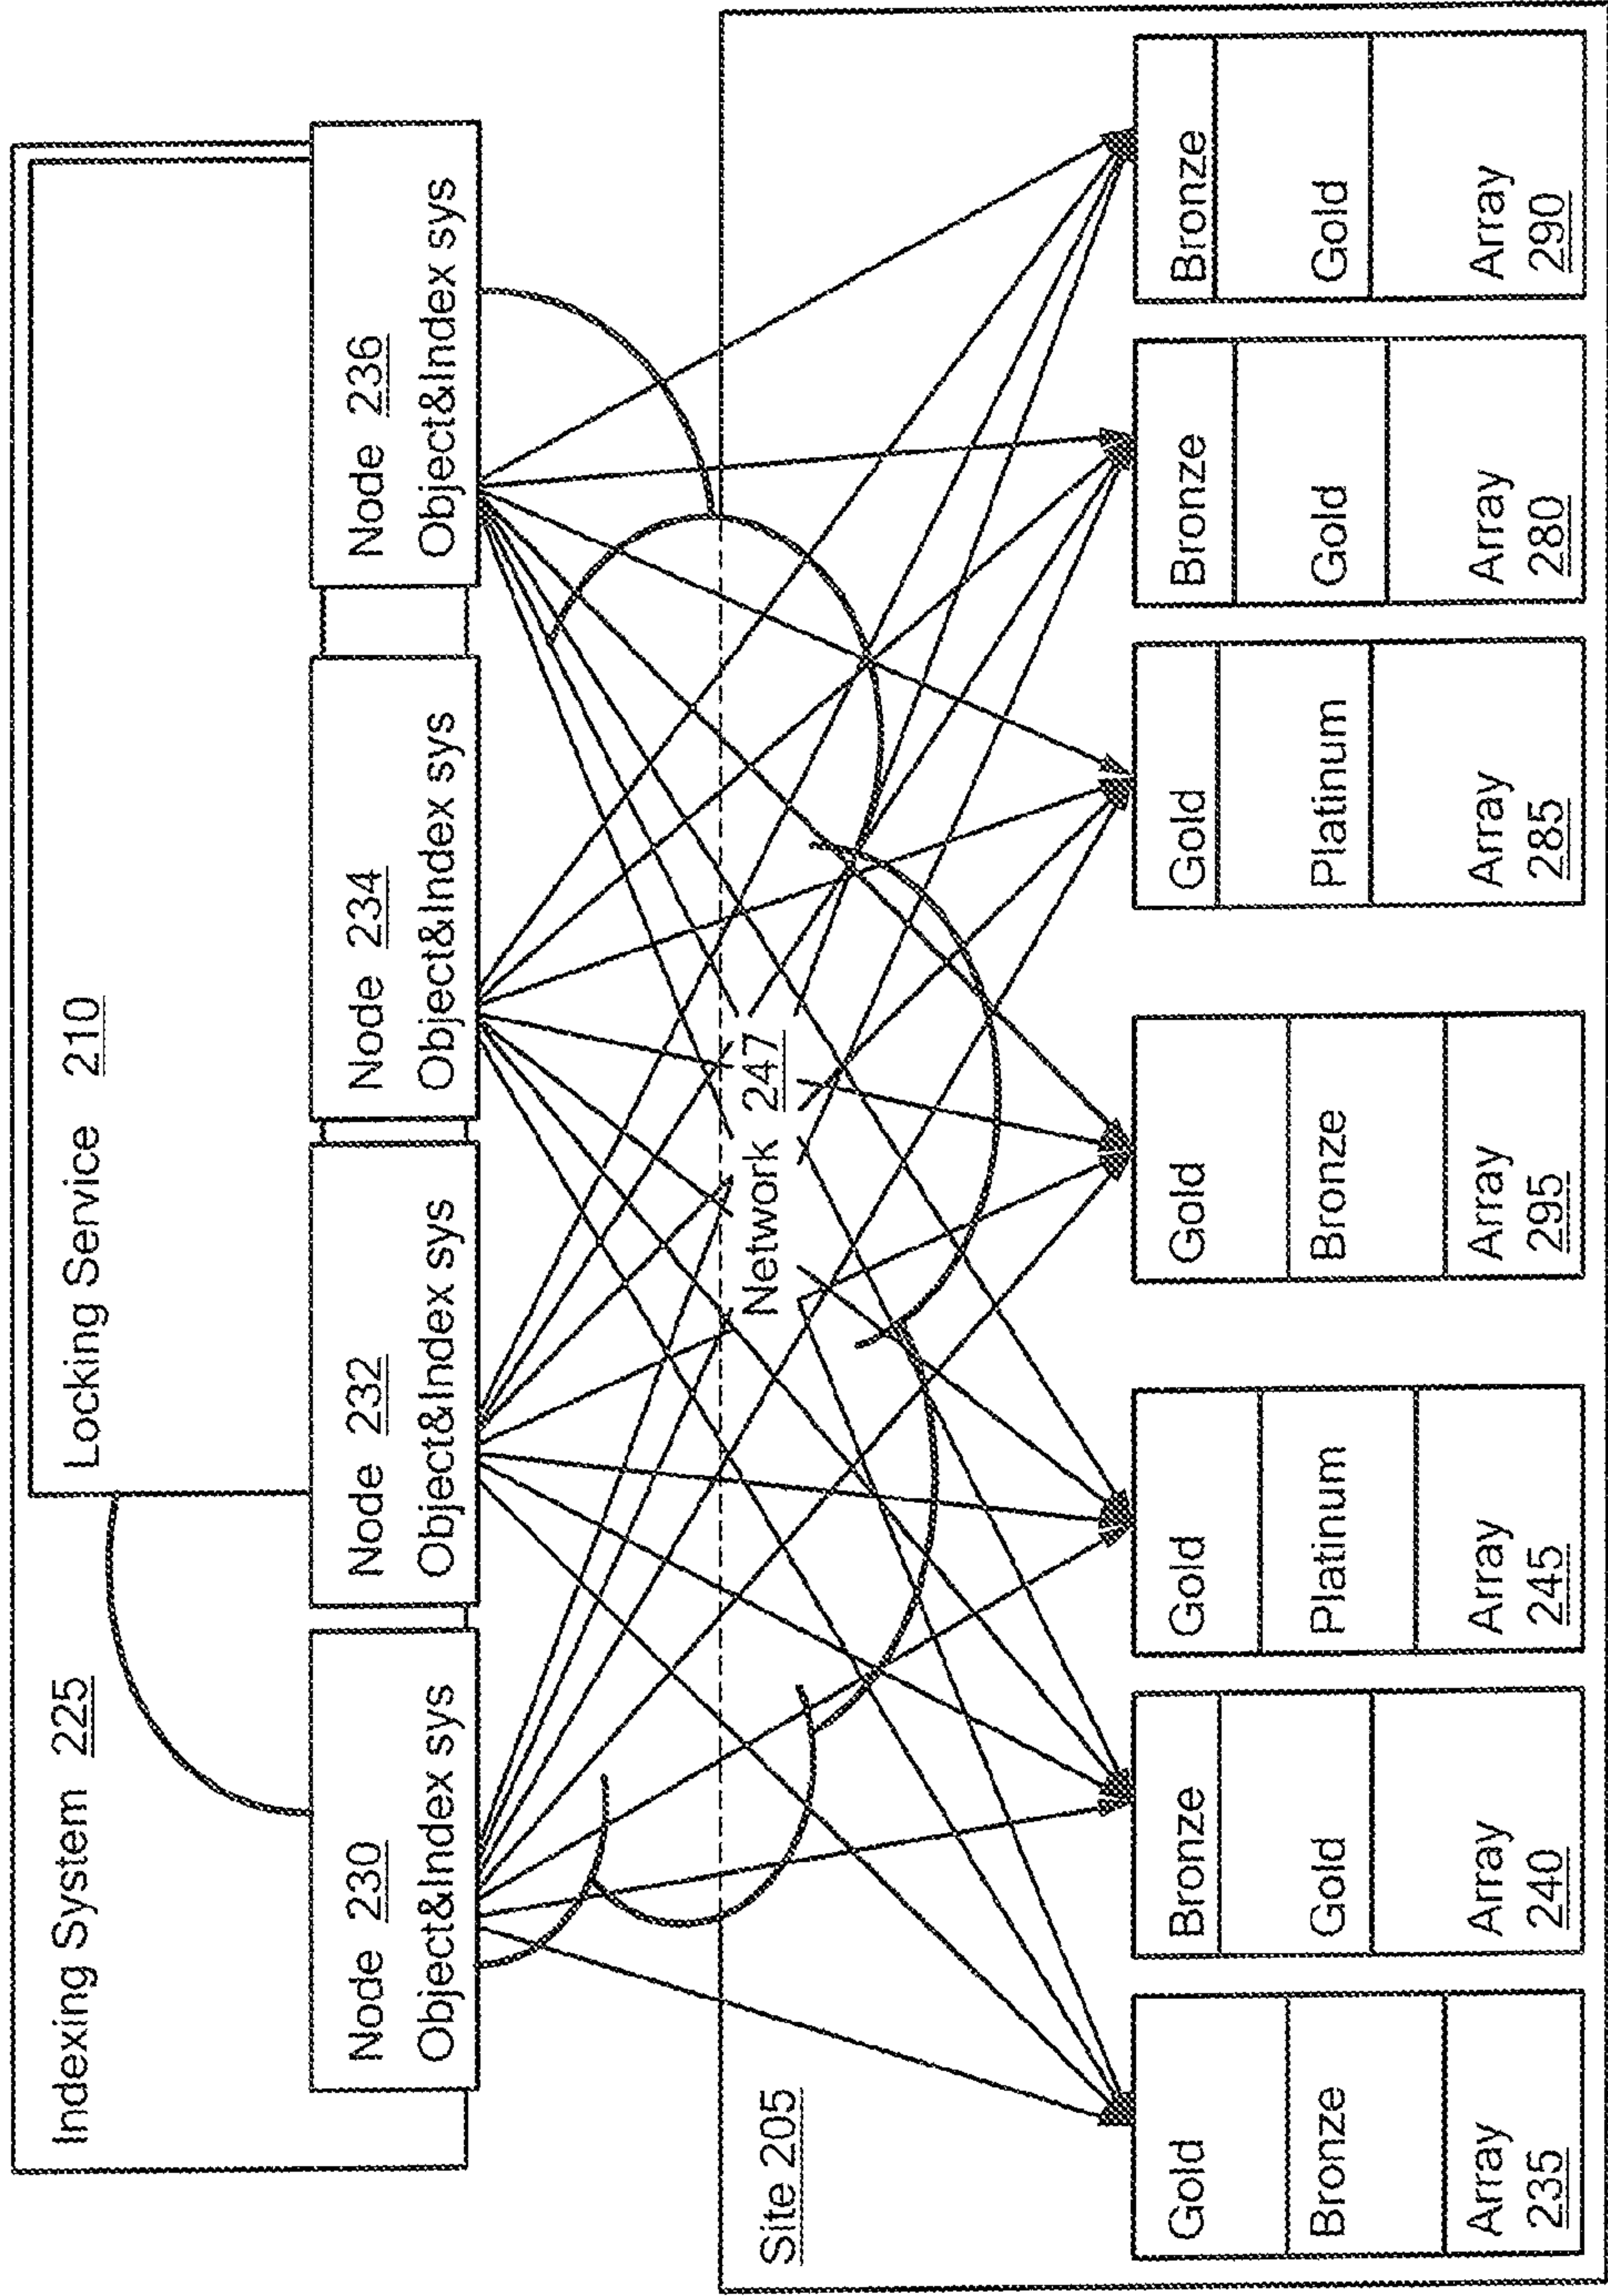 Indexing System 225
Locking Service 210
Node 230
Object&Index sys
Node 232
Object&Index sys
Node 234
Object&Index sys
Node 236
Object&Index sys
Site 205
Network 247
Gold
Bronze
Array
235
Bronze
Gold
Array
240
Gold
Platinum
Array
245
Gold
Bronze
Array
295
Gold
Platinum
Array
285
Bronze
Gold
Array
280
Bronze
Gold
Array
290